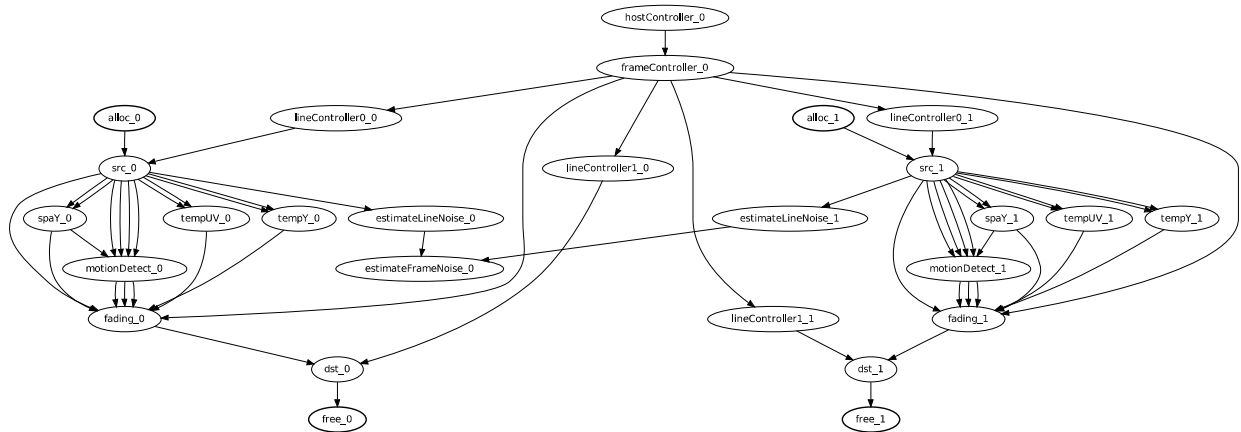 hostController_0
frameController_0
alloc_0
lineController0_0
alloc_1
lineController0_1
src_0
lineController1_0
src_1
spaY_0
tempUV_0
tempY_0
estimateLineNoise_0
estimateLineNoise_1
spaY_1
tempUV_1
tempY_1
motionDetect_0
estimateFrameNoise_0
motionDetect_1
fading_0
lineController1_1
fading_1
dst_0
dst_1
free_0
free_1